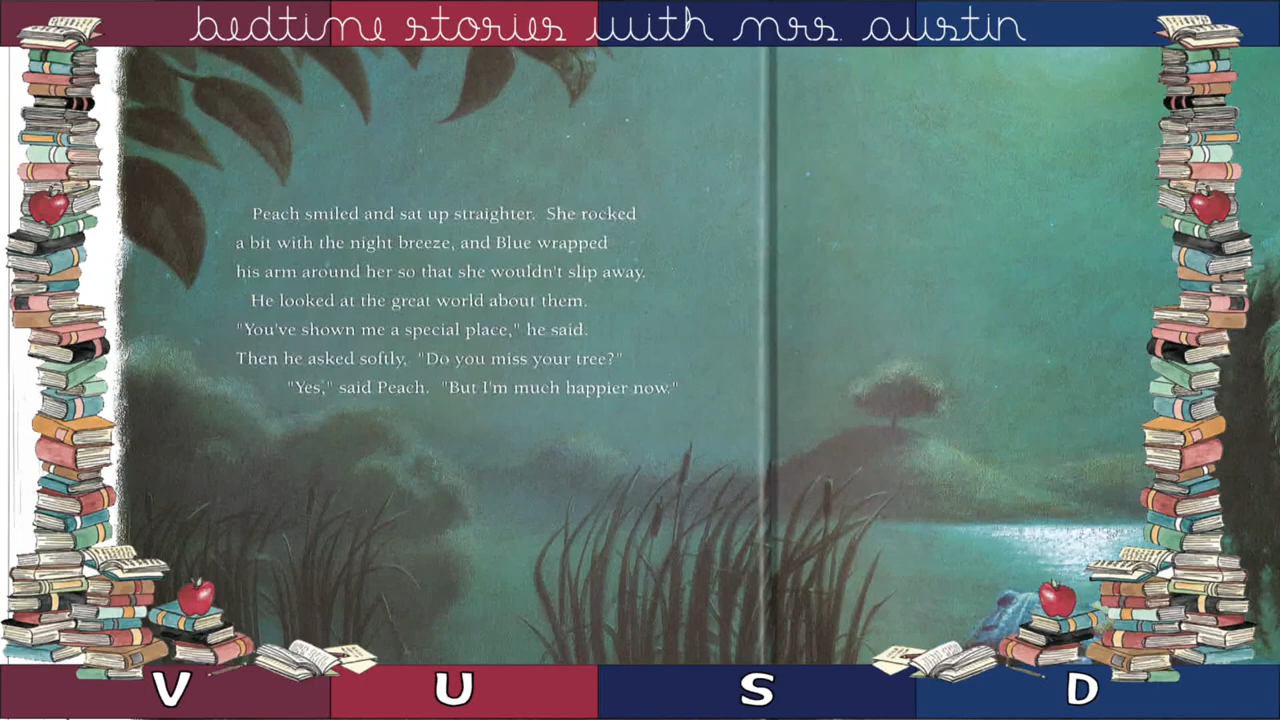 bedtime stories with mrs. austin
Peach smiled and sat up straighter. She rocked
a bit with the night breeze, and Blue wrapped
his arm around her so that she wouldn't slip away.
He looked at the great world about them.
"You've shown me a special place," he said.
Then he asked softly, "Do you miss your tree?"
"Yes," said Peach. "But I'm much happier now."
V U S D